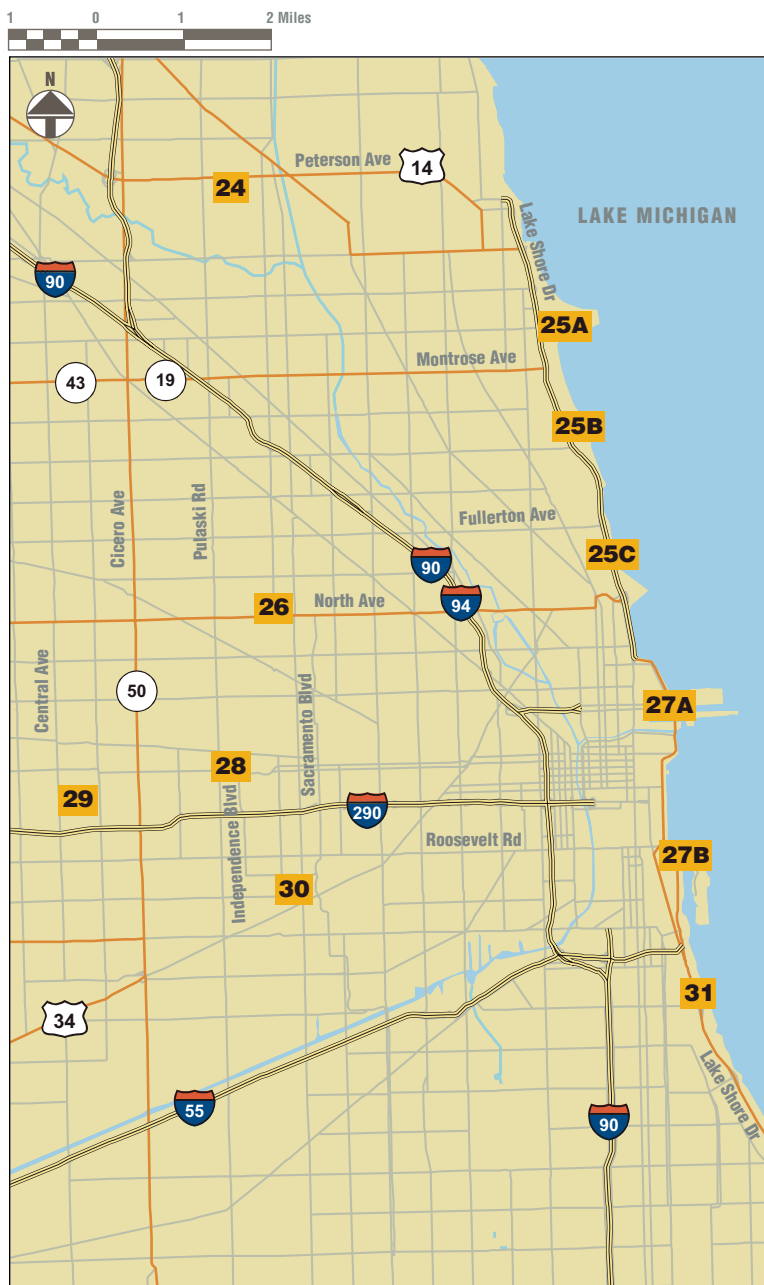 1 0 1 2 Miles
N
Peterson Ave
14
24
LAKE MICHIGAN
Lake Shore Dr
90
25A
Montrose Ave
43
19
25B
Cicero Ave
Pulaski Rd
Fullerton Ave
25C
90
94
26
North Ave
Central Ave
50
Sacramento Blvd
27A
28
29
Independence Blvd
290
Roosevelt Rd
27B
30
31
34
Lake Shore Dr
55
90